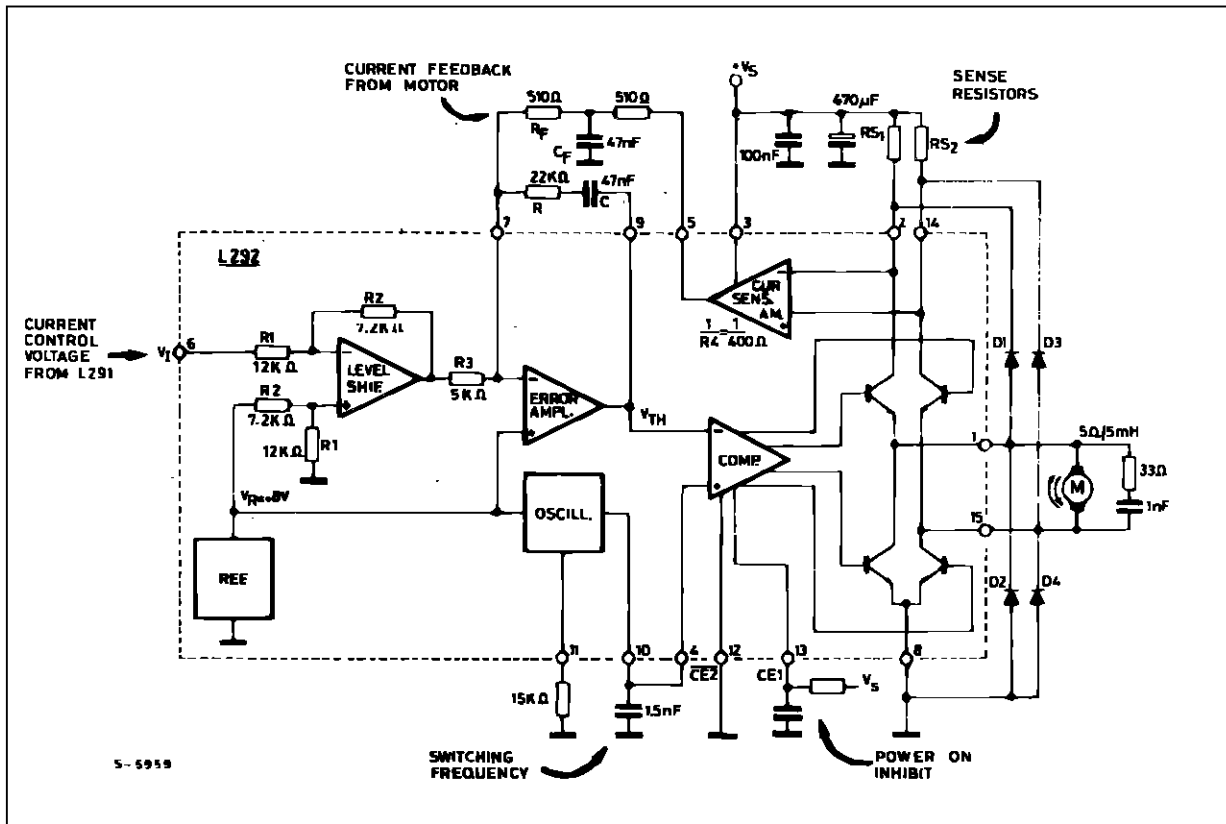 CURRENT FEEDBACK
FROM MOTOR
510Ω
510Ω
RF
CF
47nF
22KΩ
R
47nF
C
+VS
470µF
100nF
RS1
RS2
SENSE
RESISTORS
7
9
5
3
2
14
L292
CURRENT
CONTROL
VOLTAGE
FROM L291
VI
6
R1
12KΩ
R2
7.2KΩ
R2
7.2KΩ
12KΩ
R1
LEVEL
SHIF.
R3
5KΩ
ERROR
AMPL.
VTH
CUR
SENS.
AM.
1/R4=1/400Ω
COMP.
OSCILL.
REF
D1
D3
D2
D4
1
15
5Ω/5mH
33Ω
1nF
M
11
10
4
12
13
8
CE2
CE1
15KΩ
1.5nF
VS
SWITCHING
FREQUENCY
POWER ON
INHIBIT
S-5959